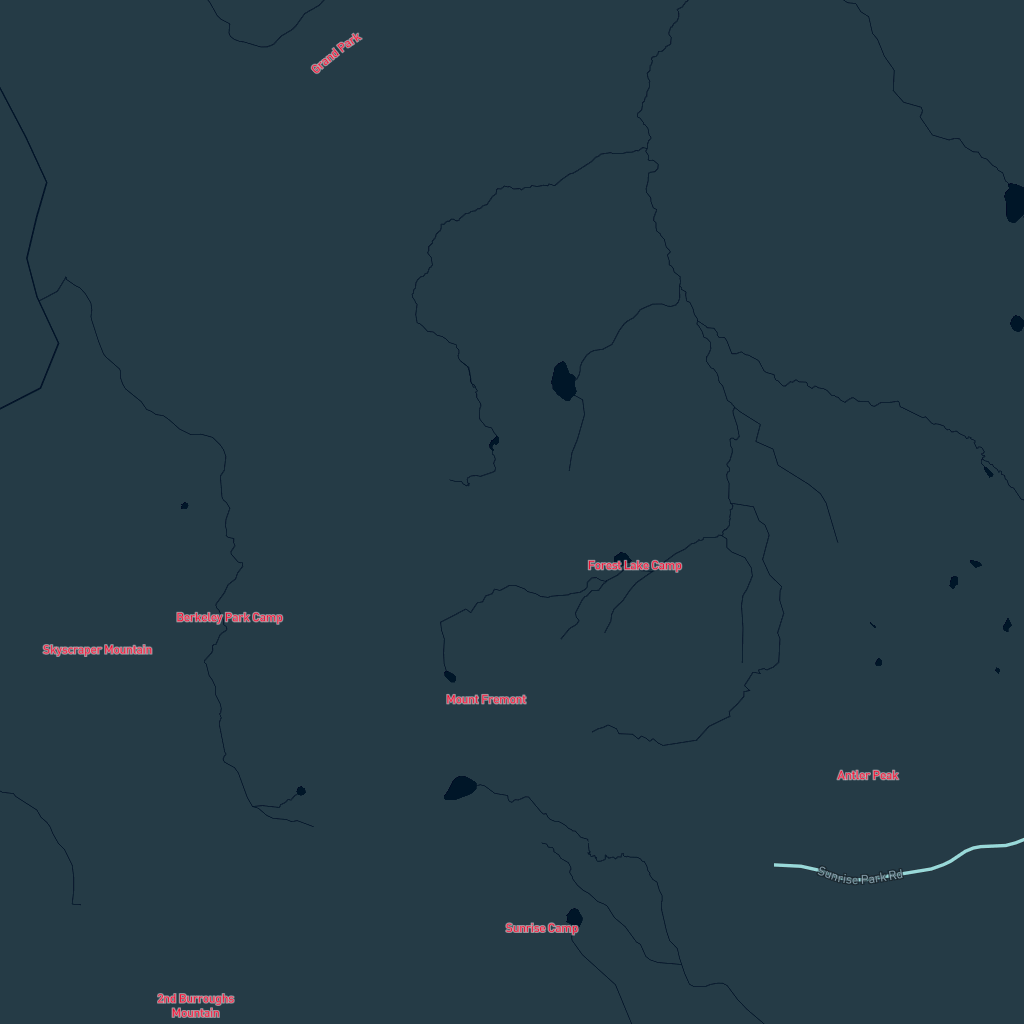 Grand Park
Forest Lake Camp
Berkeley Park Camp
Skyscraper Mountain
Mount Fremont
Antler Peak
Sunrise Park Rd
Sunrise Camp
2nd Burroughs
Mountain